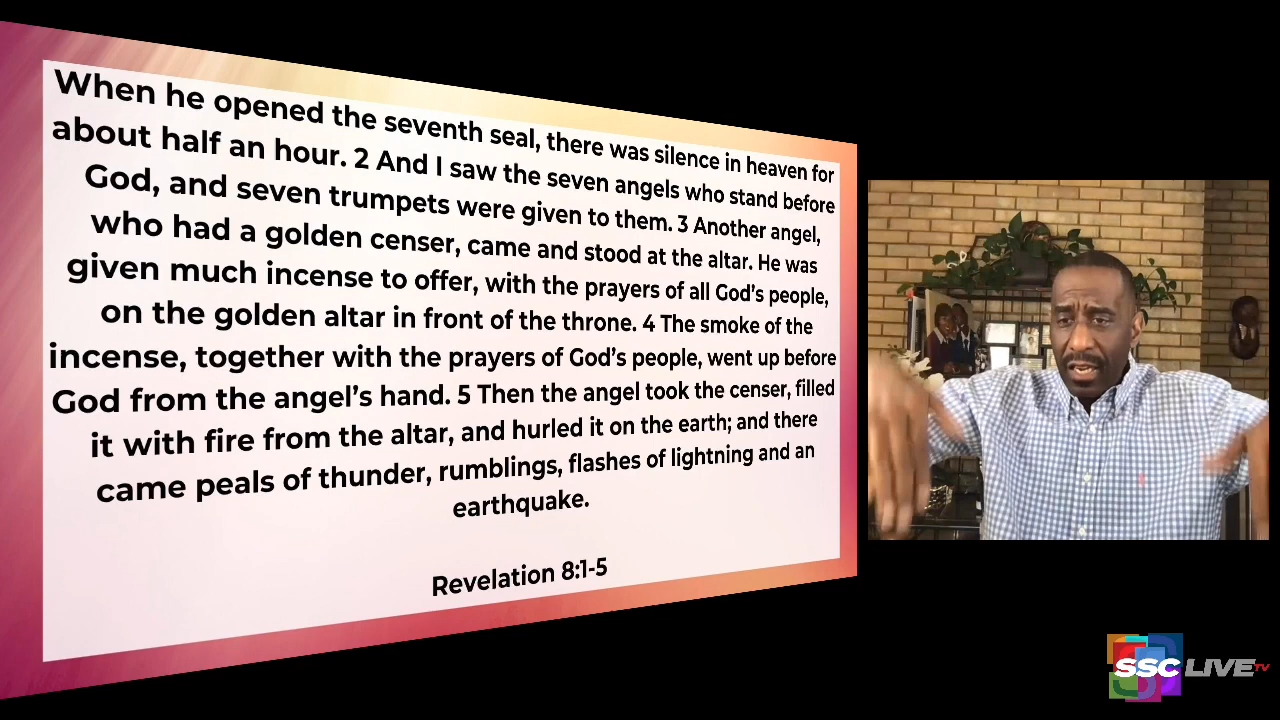 When he opened the seventh seal, there was silence in heaven for
about half an hour. 2 And I saw the seven angels who stand before
God, and seven trumpets were given to them. 3 Another angel,
who had a golden censer, came and stood at the altar. He was
given much incense to offer, with the prayers of all God’s people,
on the golden altar in front of the throne. 4 The smoke of the
incense, together with the prayers of God’s people, went up before
God from the angel’s hand. 5 Then the angel took the censer, filled
it with fire from the altar, and hurled it on the earth; and there
came peals of thunder, rumblings, flashes of lightning and an
earthquake.
Revelation 8:1-5
SSC LIVE TV